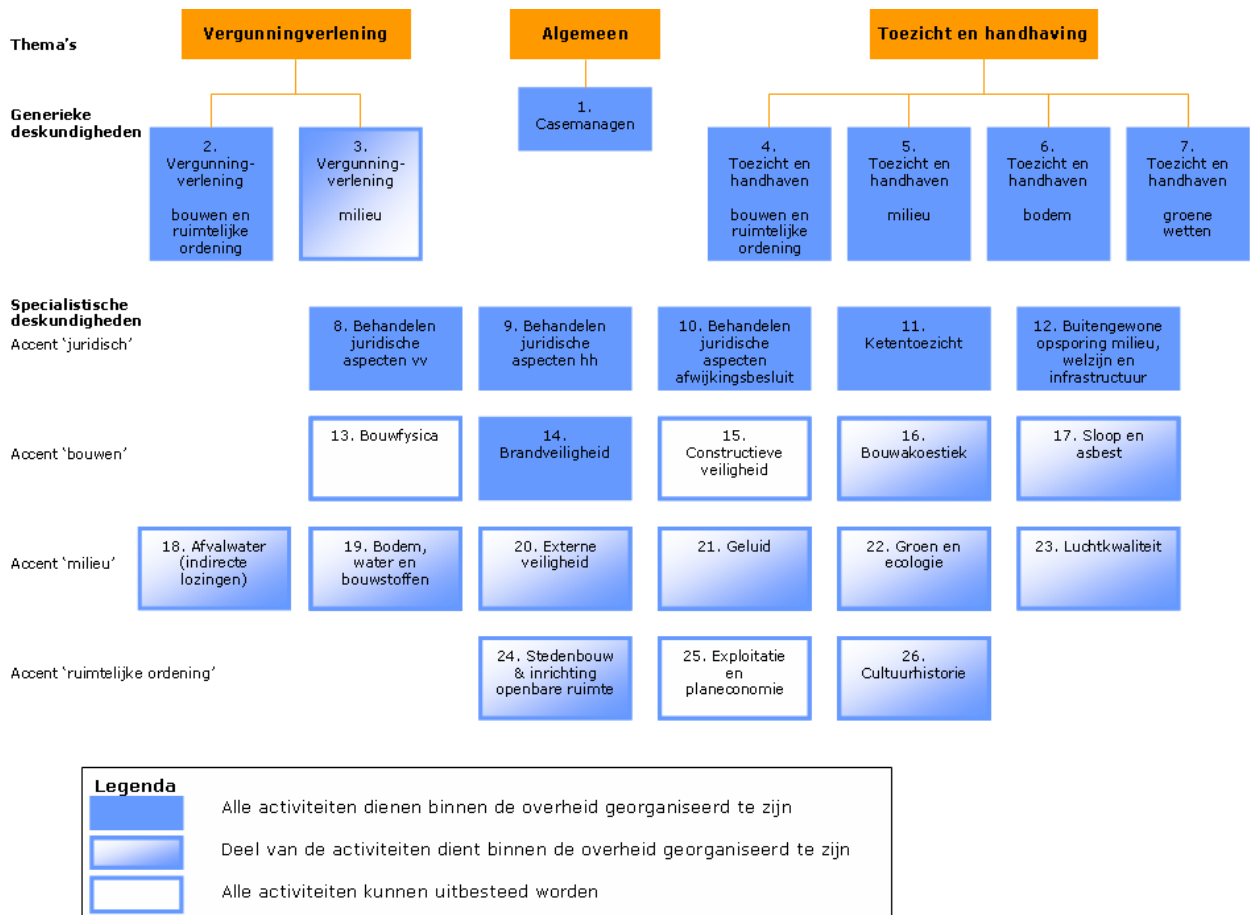 Thema's
Vergunningverlening
Algemeen
Toezicht en handhaving
Generieke
deskundigheden
1.
Casemanagen
2.
Vergunning-
verlening
bouwen en
ruimtelijke
ordening
3.
Vergunning-
verlening
milieu
4.
Toezicht en
handhaven
bouwen en
ruimtelijke
ordening
5.
Toezicht en
handhaven
milieu
6.
Toezicht en
handhaven
bodem
7.
Toezicht en
handhaven
groene
wetten
Specialistische
deskundigheden
Accent 'juridisch'
8. Behandelen
juridische
aspecten vv
9. Behandelen
juridische
aspecten hh
10. Behandelen
juridische
aspecten
afwijkingsbesluit
11.
Ketentoezicht
12. Buitengewone
opsporing milieu,
welzijn en
infrastructuur
Accent 'bouwen'
13. Bouwfysica
14.
Brandveiligheid
15.
Constructieve
veiligheid
16.
Bouwakoestiek
17. Sloop en
asbest
Accent 'milieu'
18. Afvalwater
(indirecte
lozingen)
19. Bodem,
water en
bouwstoffen
20. Externe
veiligheid
21. Geluid
22. Groen en
ecologie
23. Luchtkwaliteit
Accent 'ruimtelijke ordening'
24. Stedenbouw
& inrichting
openbare ruimte
25. Exploitatie
en
planeconomie
26.
Cultuurhistorie
Legenda
Alle activiteiten dienen binnen de overheid georganiseerd te zijn
Deel van de activiteiten dient binnen de overheid georganiseerd te zijn
Alle activiteiten kunnen uitbesteed worden